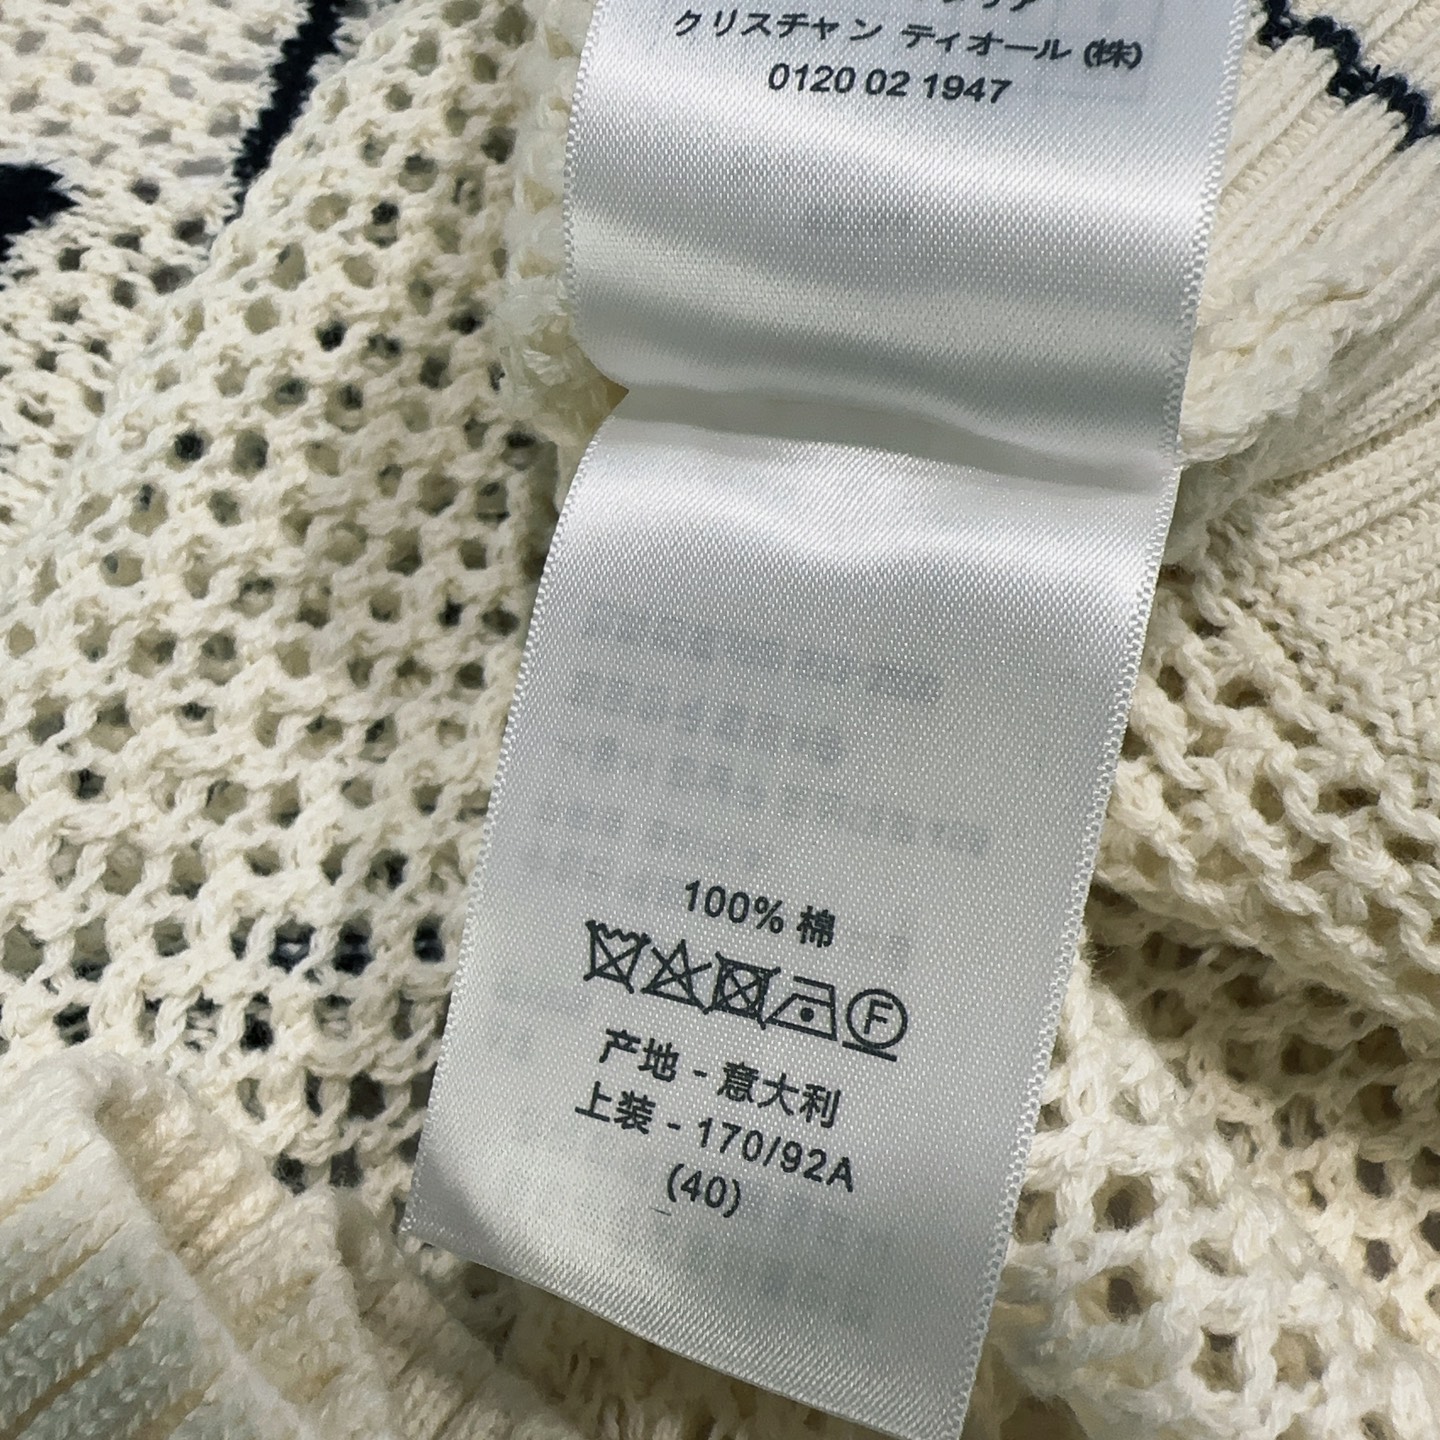 クリスチャン ディオール (株)
0120 02 1947
100% 棉
F
产地 - 意大利
上装 - 170/92A
(40)